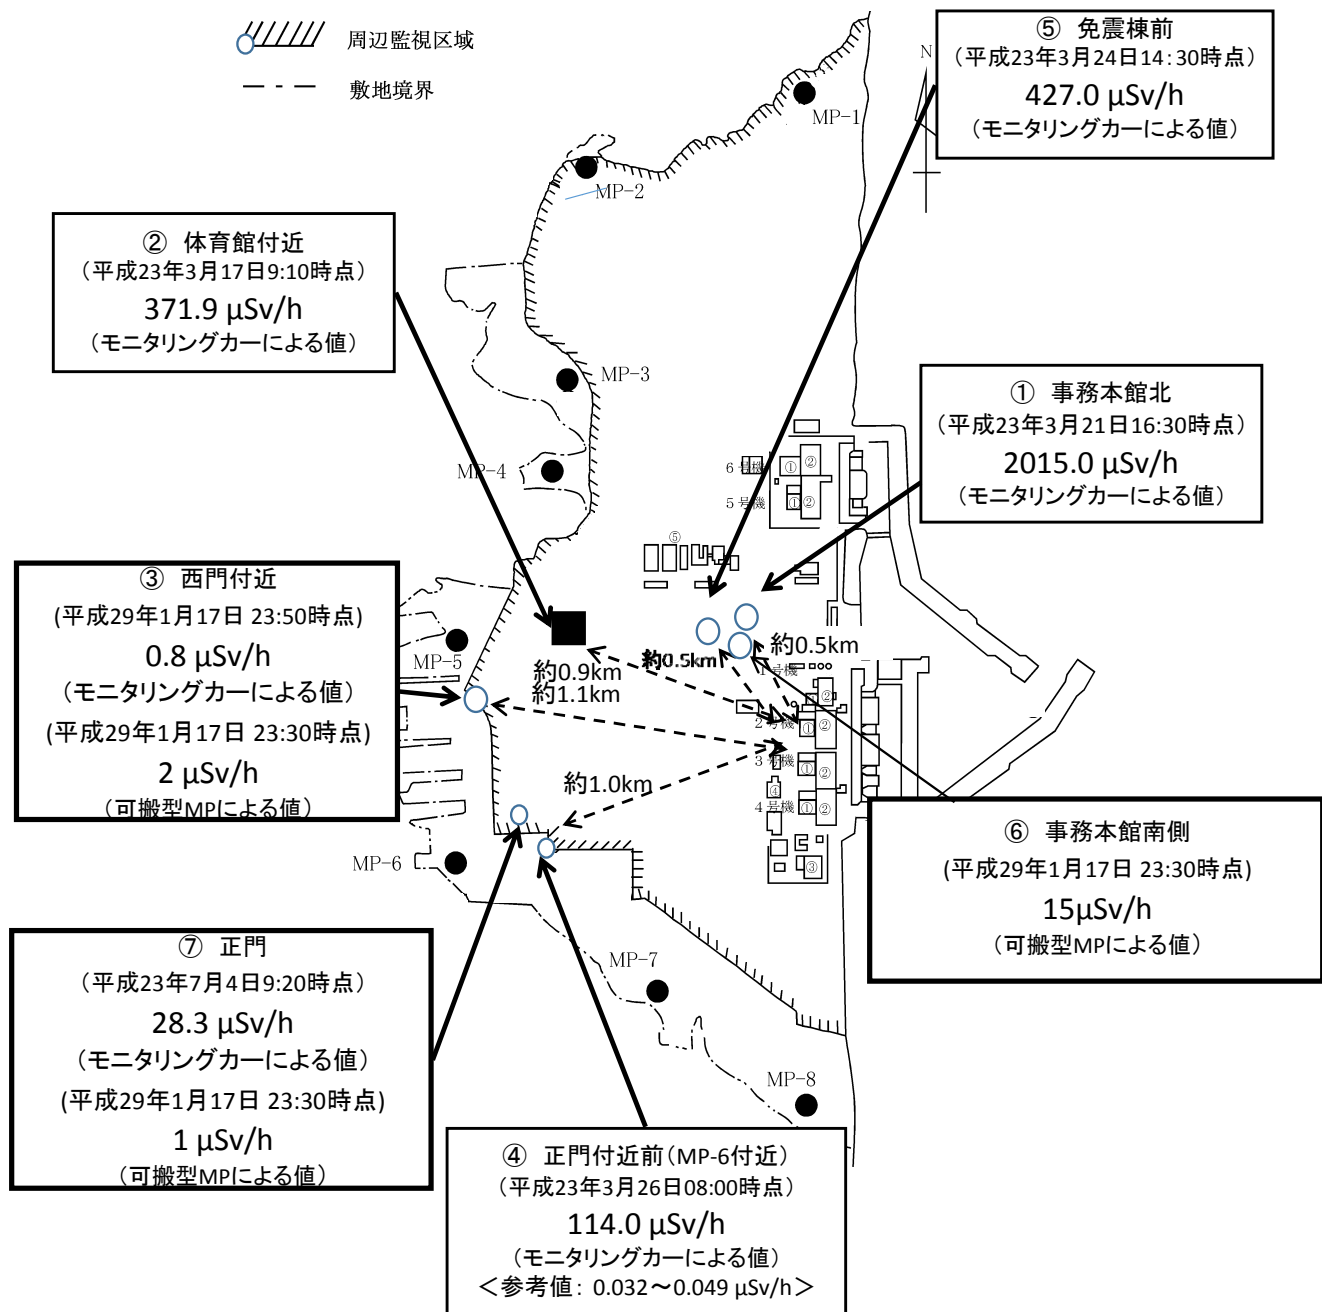 周辺監視区域
敷地境界
⑤ 免震棟前
(平成23年3月24日14:30時点)
427.0 μSv/h
(モニタリングカーによる値)
N
MP-1
MP-2
② 体育館付近
(平成23年3月17日9:10時点)
371.9 μSv/h
(モニタリングカーによる値)
MP-3
① 事務本館北
(平成23年3月21日16:30時点)
2015.0 μSv/h
(モニタリングカーによる値)
MP-4
6号機
①
②
5号機
①
②
⑤
③ 西門付近
(平成29年1月17日 23:50時点)
0.8 μSv/h
(モニタリングカーによる値)
(平成29年1月17日 23:30時点)
2 μSv/h
(可搬型MPによる値)
MP-5
約0.9km
約1.1km
約0.5km
約0.5km
1号機
②
2号機
①
②
3号機
①
②
④
4号機
①
②
③
約1.0km
MP-6
⑥ 事務本館南側
(平成29年1月17日 23:30時点)
15μSv/h
(可搬型MPによる値)
⑦ 正門
(平成23年7月4日9:20時点)
28.3 μSv/h
(モニタリングカーによる値)
(平成29年1月17日 23:30時点)
1 μSv/h
(可搬型MPによる値)
MP-7
MP-8
④ 正門付近前(MP-6付近)
(平成23年3月26日08:00時点)
114.0 μSv/h
(モニタリングカーによる値)
<参考値: 0.032～0.049 μSv/h>